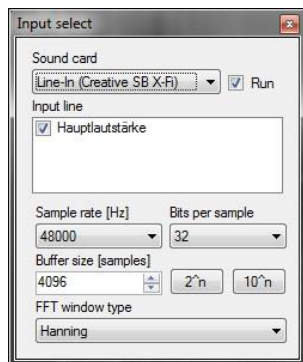 Input select
Sound card
Line-In (Creative SB X-Fi)
Run
Input line
Hauptlautstärke
Sample rate [Hz]
Bits per sample
48000
32
Buffer size [samples]
4096
2^n
10^n
FFT window type
Hanning